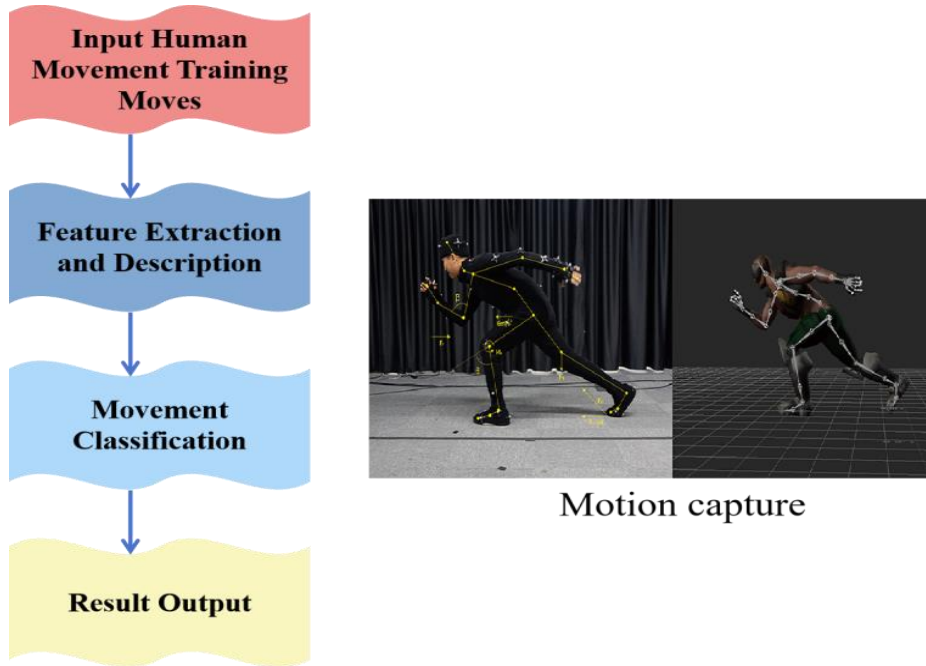 Input Human
Movement Training
Moves
Feature Extraction
and Description
Movement
Classification
Result Output
Motion capture